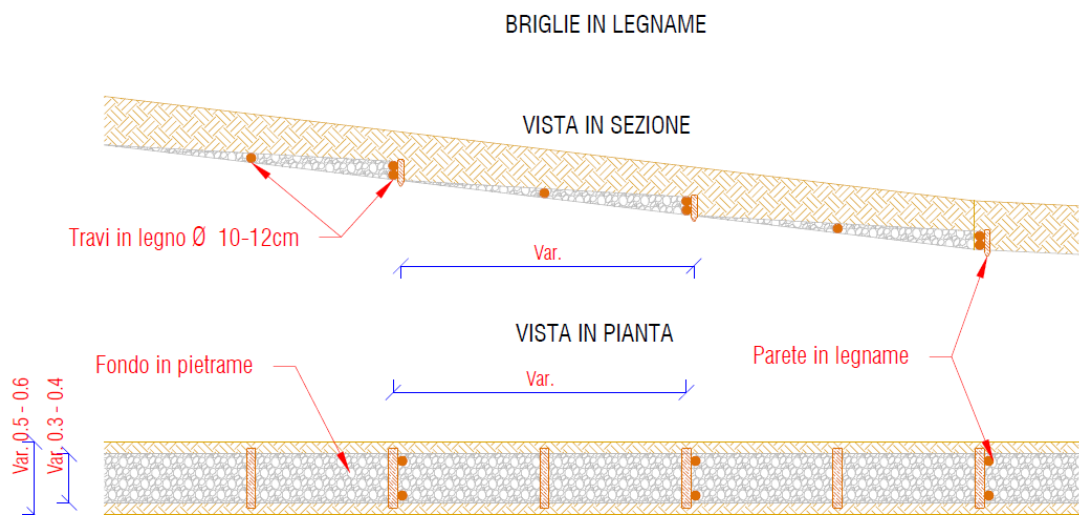 BRIGLIE IN LEGNAME
VISTA IN SEZIONE
Travi in legno Ø 10-12cm
Var.
VISTA IN PIANTA
Fondo in pietrame
Var.
Parete in legname
Var. 0.5 - 0.6
Var. 0.3 - 0.4